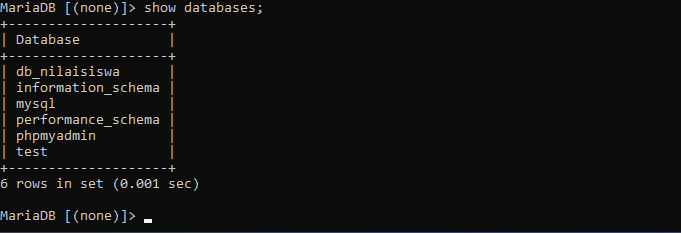 MariaDB [(none)]> show databases;
+--------------------+
| Database           |
+--------------------+
| db_nilaisiswa      |
| information_schema |
| mysql              |
| performance_schema |
| phpmyadmin         |
| test               |
+--------------------+
6 rows in set (0.001 sec)
MariaDB [(none)]> _